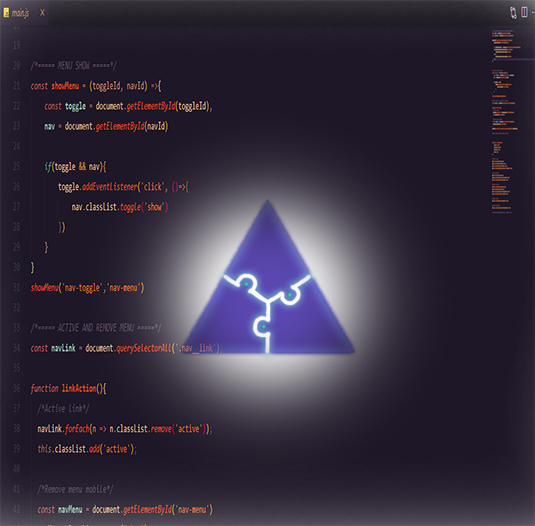 main.js ×
19
20 /*===== MENU SHOW =====*/
21 const showMenu = (toggleId, navId) =>{
22 const toggle = document.getElementById(toggleId),
23 nav = document.getElementById(navId)
24
25 if(toggle && nav){
26 toggle.addEventListener('click', ()=>{
27 nav.classList.toggle('show')
28 })
29 }
30 }
31 showMenu('nav-toggle','nav-menu')
32
33 /*===== ACTIVE AND REMOVE MENU =====*/
34 const navLink = document.querySelectorAll('.nav__link');
35
36 function linkAction(){
37 /*Active link*/
38 navLink.forEach(n => n.classList.remove('active'));
39 this.classList.add('active');
40
41 /*Remove menu mobile*/
42 const navMenu = document.getElementById('nav-menu')